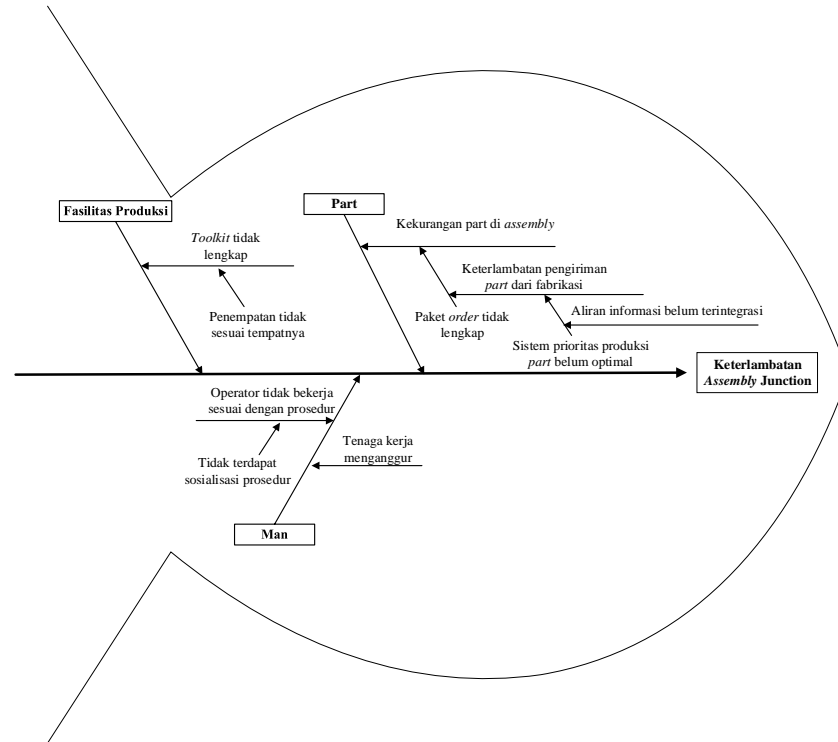 Fasilitas Produksi
Toolkit tidak
lengkap
Penempatan tidak
sesuai tempatnya
Part
Kekurangan part di assembly
Keterlambatan pengiriman
part dari fabrikasi
Paket order tidak
lengkap
Aliran informasi belum terintegrasi
Sistem prioritas produksi
part belum optimal
Keterlambatan
Assembly Junction
Operator tidak bekerja
sesuai dengan prosedur
Tidak terdapat
sosialisasi prosedur
Tenaga kerja
menganggur
Man